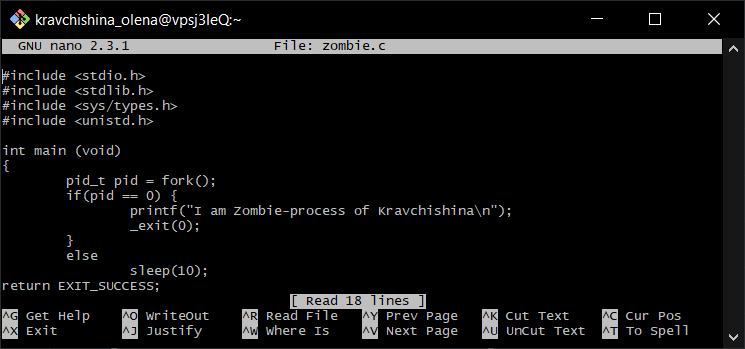 kravchishina_olena@vpsj3leQ:~
GNU nano 2.3.1 File: zombie.c
#include <stdio.h>
#include <stdlib.h>
#include <sys/types.h>
#include <unistd.h>
int main (void)
{
pid_t pid = fork();
if(pid == 0) {
printf("I am Zombie-process of Kravchishina\n");
_exit(0);
}
else
sleep(10);
return EXIT_SUCCESS;
[ Read 18 lines ]
^G Get Help ^O WriteOut ^R Read File ^Y Prev Page ^K Cut Text ^C Cur Pos
^X Exit ^J Justify ^W Where Is ^V Next Page ^U UnCut Text ^T To Spell